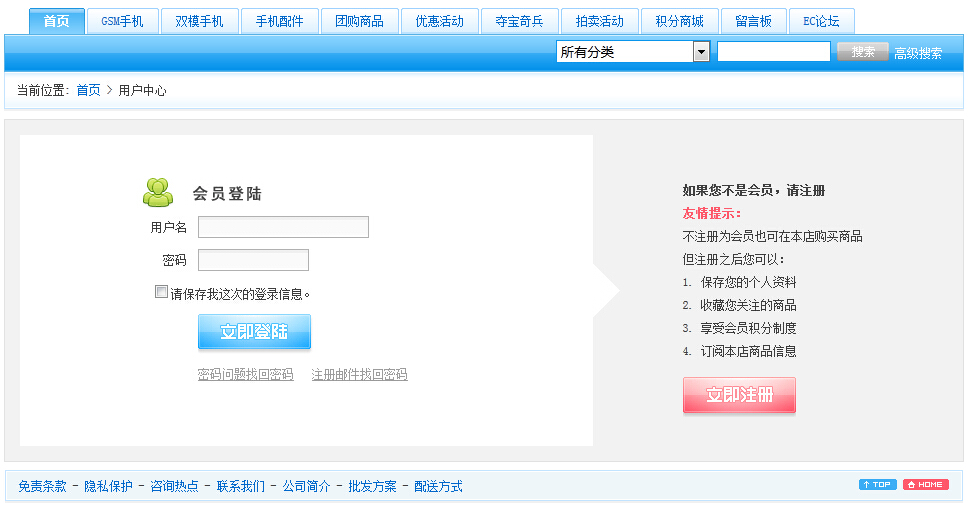 首页 GSM手机 双模手机 手机配件 团购商品 优惠活动 夺宝奇兵 拍卖活动 积分商城 留言板 EC论坛
所有分类 搜索 高级搜索
当前位置: 首页 > 用户中心
会员登陆
用户名
密码
请保存我这次的登录信息。
立即登陆
密码问题找回密码 注册邮件找回密码
如果您不是会员，请注册
友情提示：
不注册为会员也可在本店购买商品
但注册之后您可以：
1. 保存您的个人资料
2. 收藏您关注的商品
3. 享受会员积分制度
4. 订阅本店商品信息
立即注册
免责条款 - 隐私保护 - 咨询热点 - 联系我们 - 公司简介 - 批发方案 - 配送方式
TOP HOME